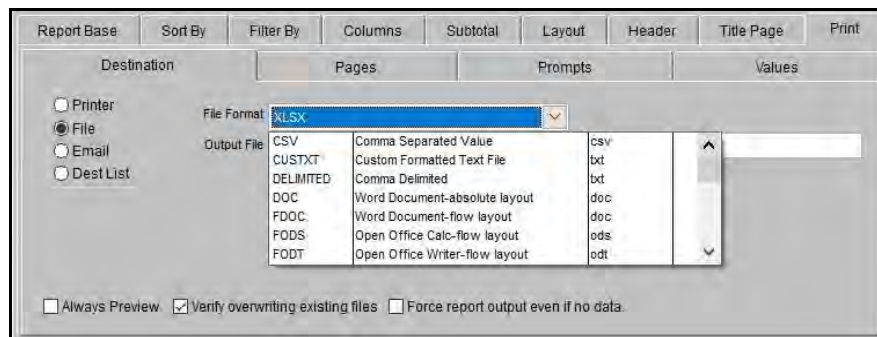 Report Base Sort By Filter By Columns Subtotal Layout Header Title Page Print
Destination Pages Prompts Values
Printer
File
Email
Dest List
File Format XLSX
Output File
CSV Comma Separated Value csv
CUSTXT Custom Formatted Text File txt
DELIMITED Comma Delimited txt
DOC Word Document-absolute layout doc
FDOC Word Document-flow layout doc
FODS Open Office Calc-flow layout ods
FODT Open Office Writer-flow layout odt
Always Preview Verify overwriting existing files Force report output even if no data.